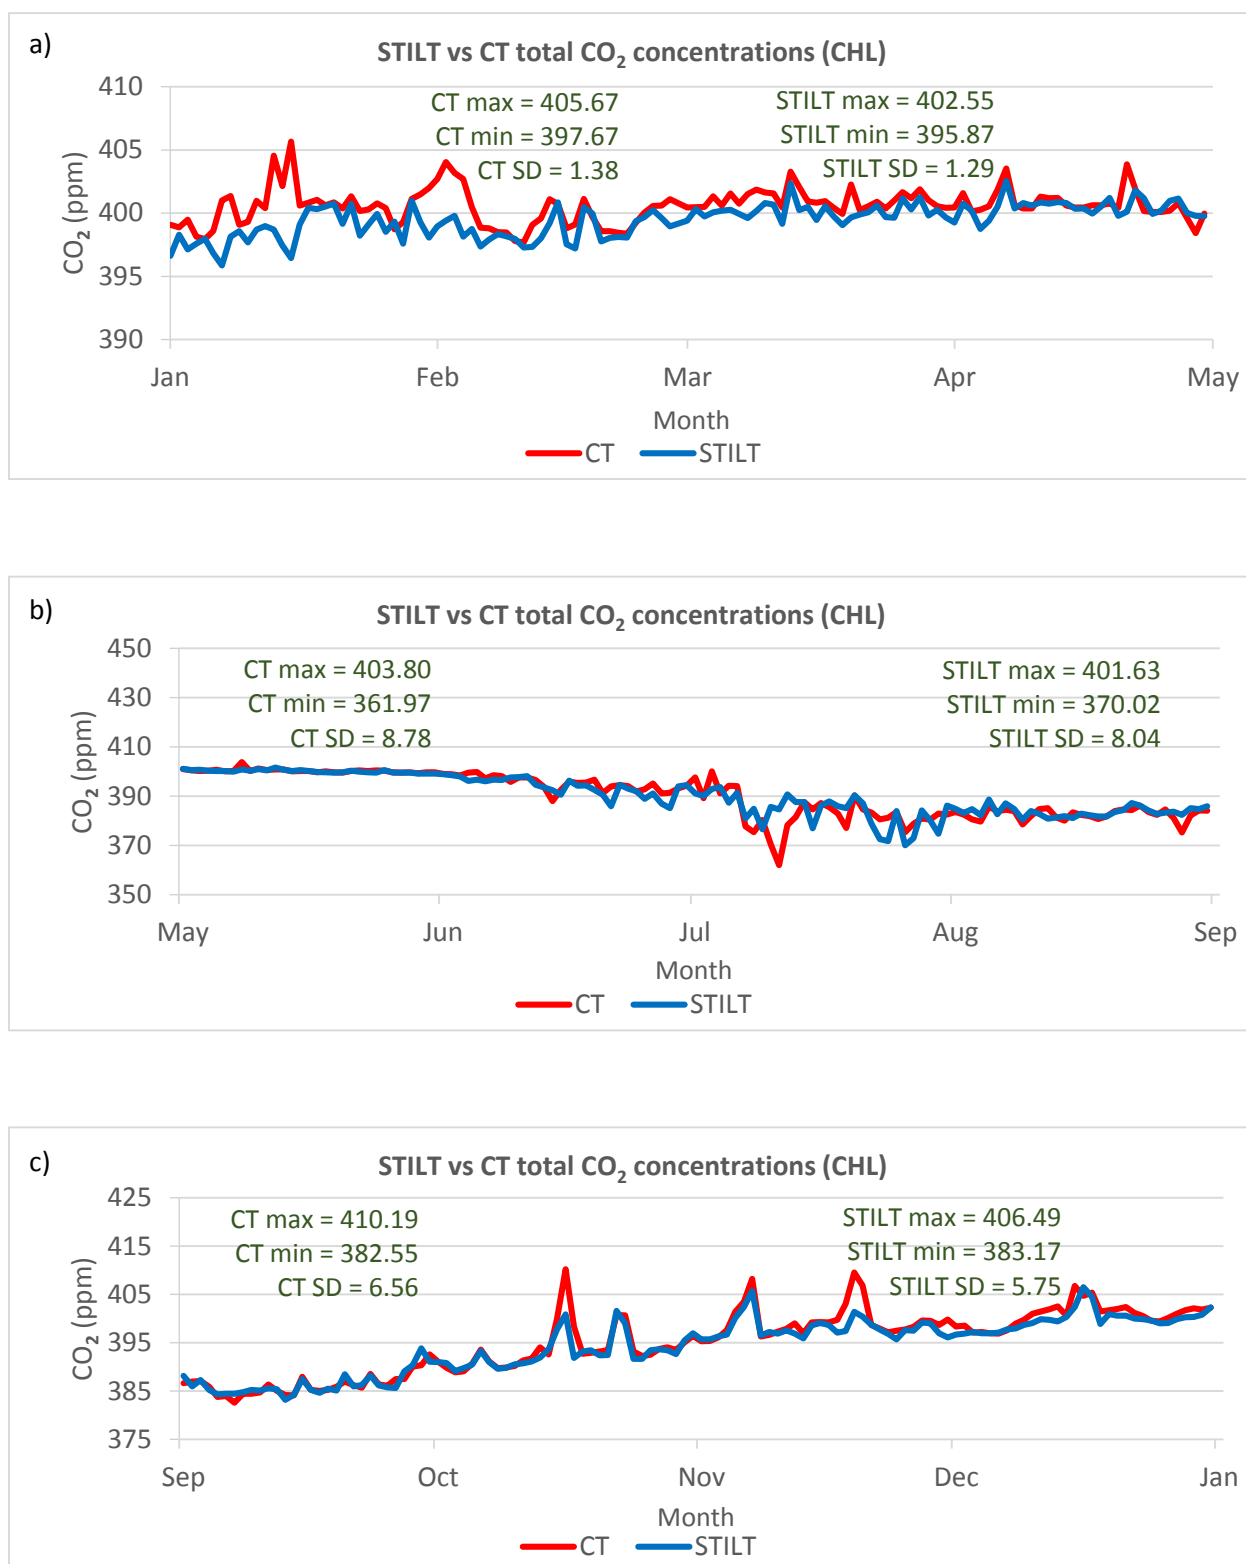 a)
STILT vs CT total CO₂ concentrations (CHL)
CT max = 405.67
CT min = 397.67
CT SD = 1.38
STILT max = 402.55
STILT min = 395.87
STILT SD = 1.29
CO₂ (ppm)
410
405
400
395
390
Jan Feb Mar Apr May
Month
CT STILT
b)
STILT vs CT total CO₂ concentrations (CHL)
CT max = 403.80
CT min = 361.97
CT SD = 8.78
STILT max = 401.63
STILT min = 370.02
STILT SD = 8.04
CO₂ (ppm)
450
430
410
390
370
350
May Jun Jul Aug Sep
Month
CT STILT
c)
STILT vs CT total CO₂ concentrations (CHL)
CT max = 410.19
CT min = 382.55
CT SD = 6.56
STILT max = 406.49
STILT min = 383.17
STILT SD = 5.75
CO₂ (ppm)
425
415
405
395
385
375
Sep Oct Nov Dec Jan
Month
CT STILT